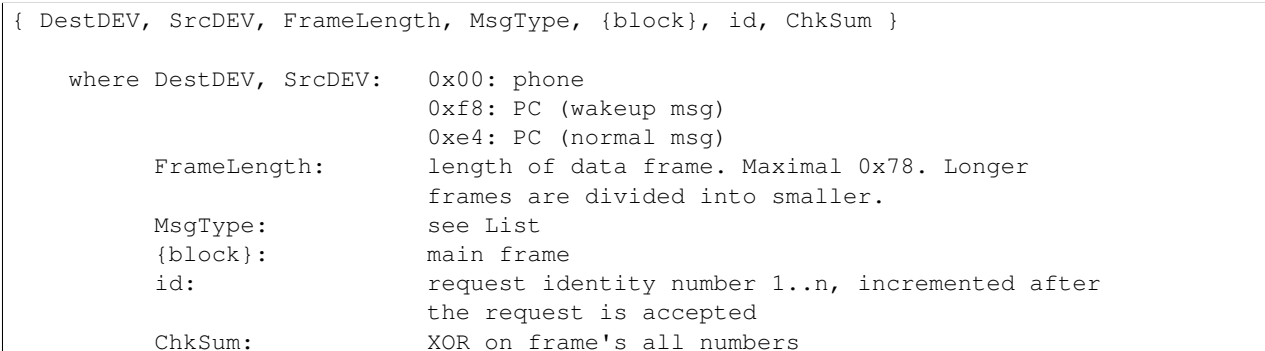 { DestDEV, SrcDEV, FrameLength, MsgType, {block}, id, ChkSum }
where DestDEV, SrcDEV: 0x00: phone
0xf8: PC (wakeup msg)
0xe4: PC (normal msg)
FrameLength: length of data frame. Maximal 0x78. Longer
frames are divided into smaller.
MsgType: see List
{block}: main frame
id: request identity number 1..n, incremented after
the request is accepted
ChkSum: XOR on frame's all numbers